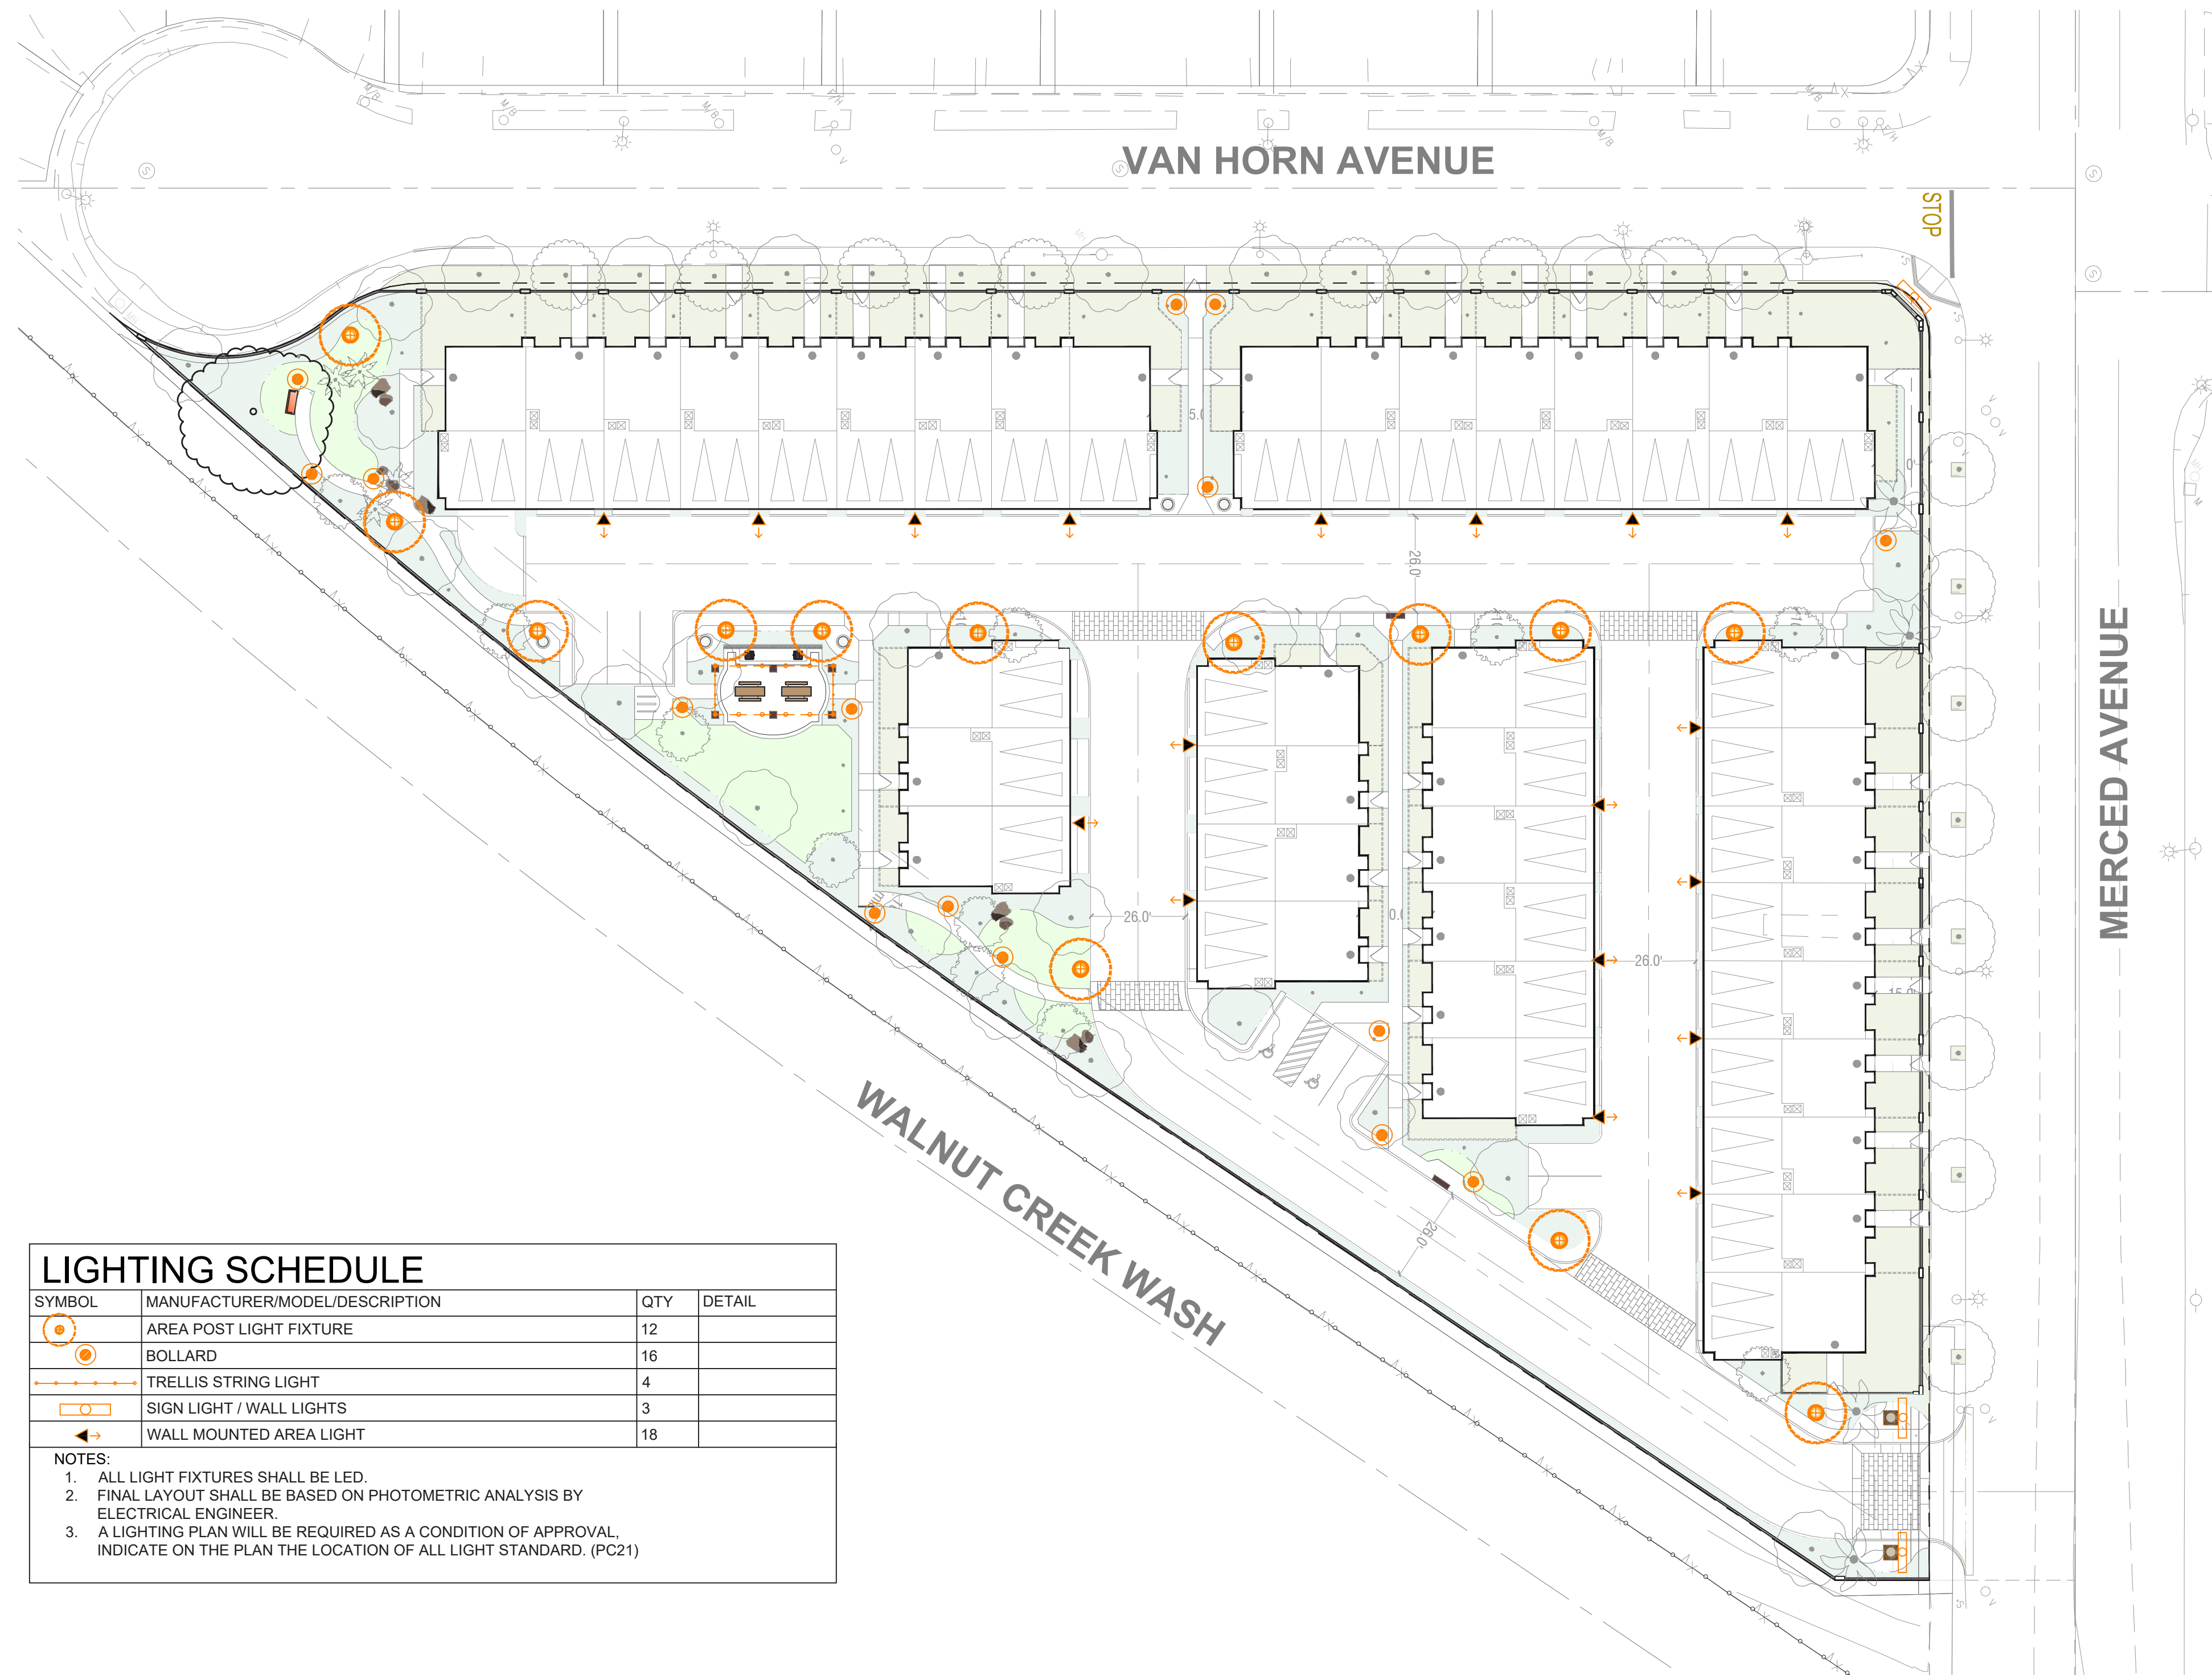 VAN HORN AVENUE
STOP
MERCED AVENUE
WALNUT CREEK WASH
26.0'
26.0'
26.0'
26.0'
M/B
M/B
M/B
F/H
M/B
M/B
F/H
LIGHTING SCHEDULE
SYMBOL MANUFACTURER/MODEL/DESCRIPTION QTY DETAIL
AREA POST LIGHT FIXTURE 12
BOLLARD 16
TRELLIS STRING LIGHT 4
SIGN LIGHT / WALL LIGHTS 3
WALL MOUNTED AREA LIGHT 18
NOTES:
1. ALL LIGHT FIXTURES SHALL BE LED.
2. FINAL LAYOUT SHALL BE BASED ON PHOTOMETRIC ANALYSIS BY
ELECTRICAL ENGINEER.
3. A LIGHTING PLAN WILL BE REQUIRED AS A CONDITION OF APPROVAL,
INDICATE ON THE PLAN THE LOCATION OF ALL LIGHT STANDARD. (PC21)